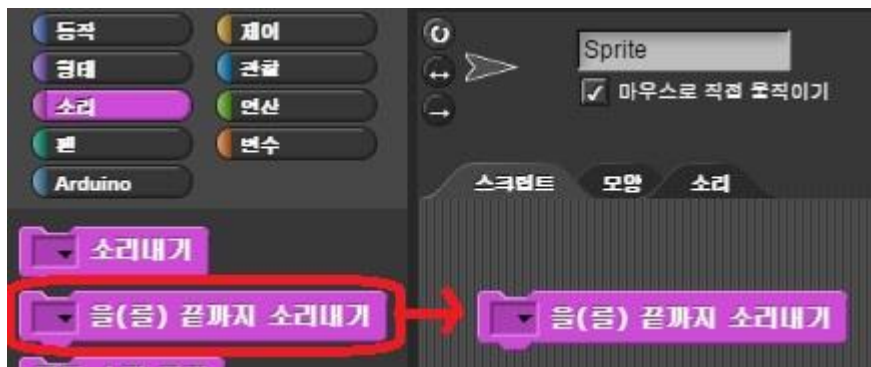 동작 제어
형태 관찰
소리 연산
펜 변수
Arduino
Sprite
마우스로 직접 움직이기
스크립트 모양 소리
소리내기
을(를) 끝까지 소리내기
을(를) 끝까지 소리내기